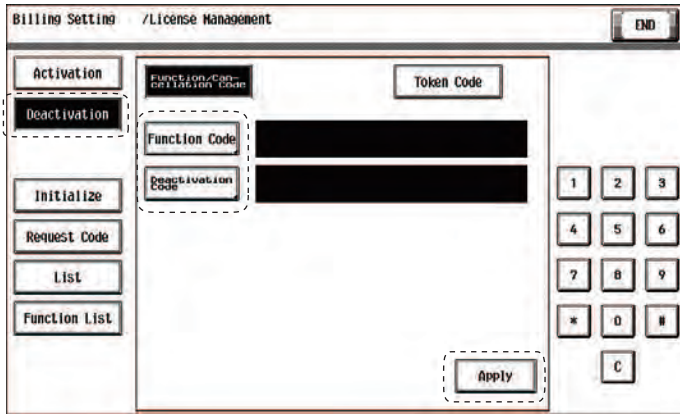 Billing Setting /License Management
END
Activation
Deactivation
Initialize
Request Code
List
Function List
Function/Can-
cellation Code
Token Code
Function Code
Deactivation
Code
Apply
1 2 3
4 5 6
7 8 9
* 0 #
C